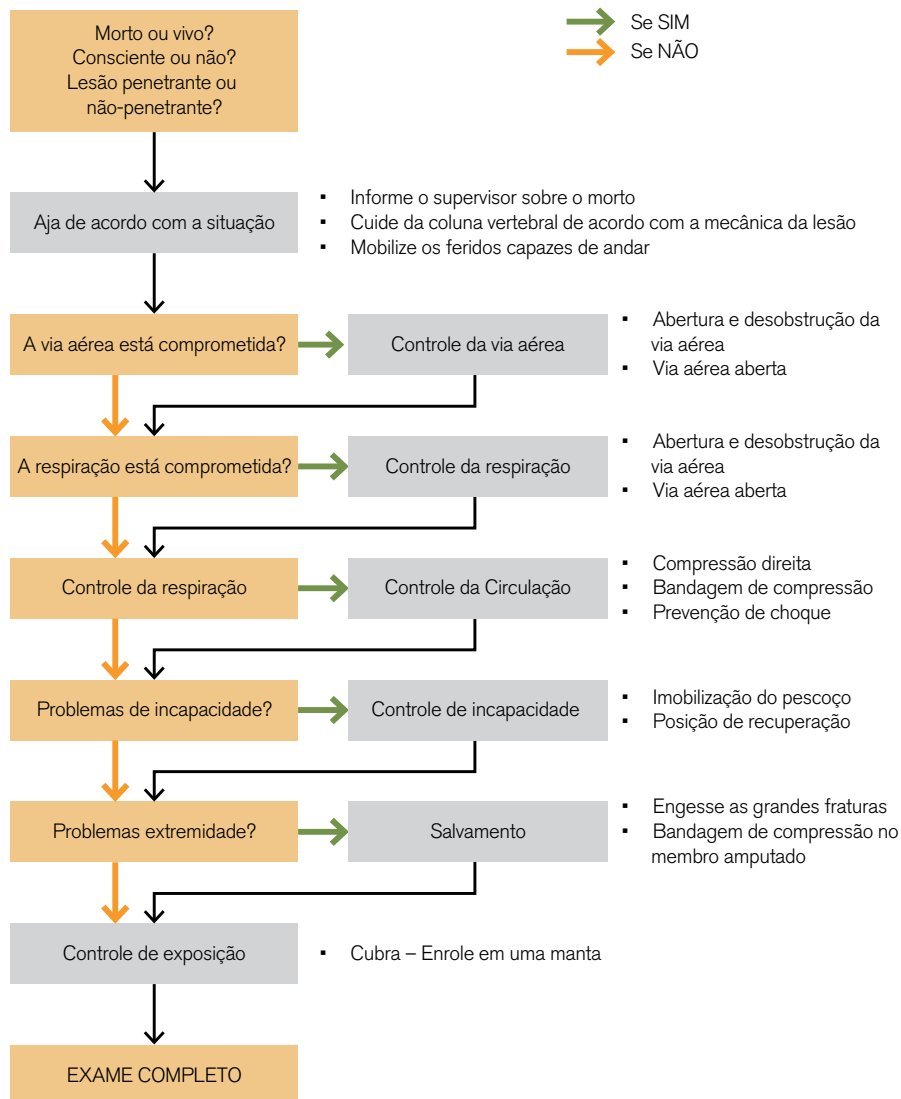 Morto ou vivo?
Consciente ou não?
Lesão penetrante ou
não-penetrante?
Se SIM
Se NÃO
Aja de acordo com a situação
▪ Informe o supervisor sobre o morto
▪ Cuide da coluna vertebral de acordo com a mecânica da lesão
▪ Mobilize os feridos capazes de andar
A via aérea está comprometida?
Controle da via aérea
▪ Abertura e desobstrução da
via aérea
▪ Via aérea aberta
A respiração está comprometida?
Controle da respiração
▪ Abertura e desobstrução da
via aérea
▪ Via aérea aberta
Controle da respiração
Controle da Circulação
▪ Compressão direita
▪ Bandagem de compressão
▪ Prevenção de choque
Problemas de incapacidade?
Controle de incapacidade
▪ Imobilização do pescoço
▪ Posição de recuperação
Problemas extremidade?
Salvamento
▪ Engesse as grandes fraturas
▪ Bandagem de compressão no
membro amputado
Controle de exposição
▪ Cubra – Enrole em uma manta
EXAME COMPLETO